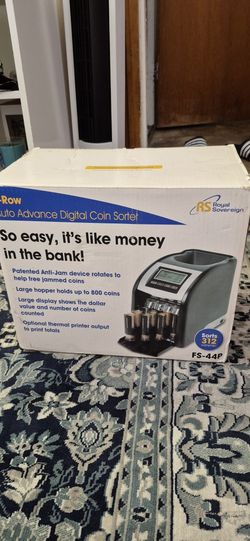 -Row
Auto Advance Digital Coin Sorter
RS Royal
Sovereign
So easy, it's like money
in the bank!
Patented Anti-Jam device rotates to
help free jammed coins
Large hopper holds up to 800 coins
Large display shows the dollar
value and number of coins
counted
Optional thermal printer output
to print totals
Sorts
312
FS-44P